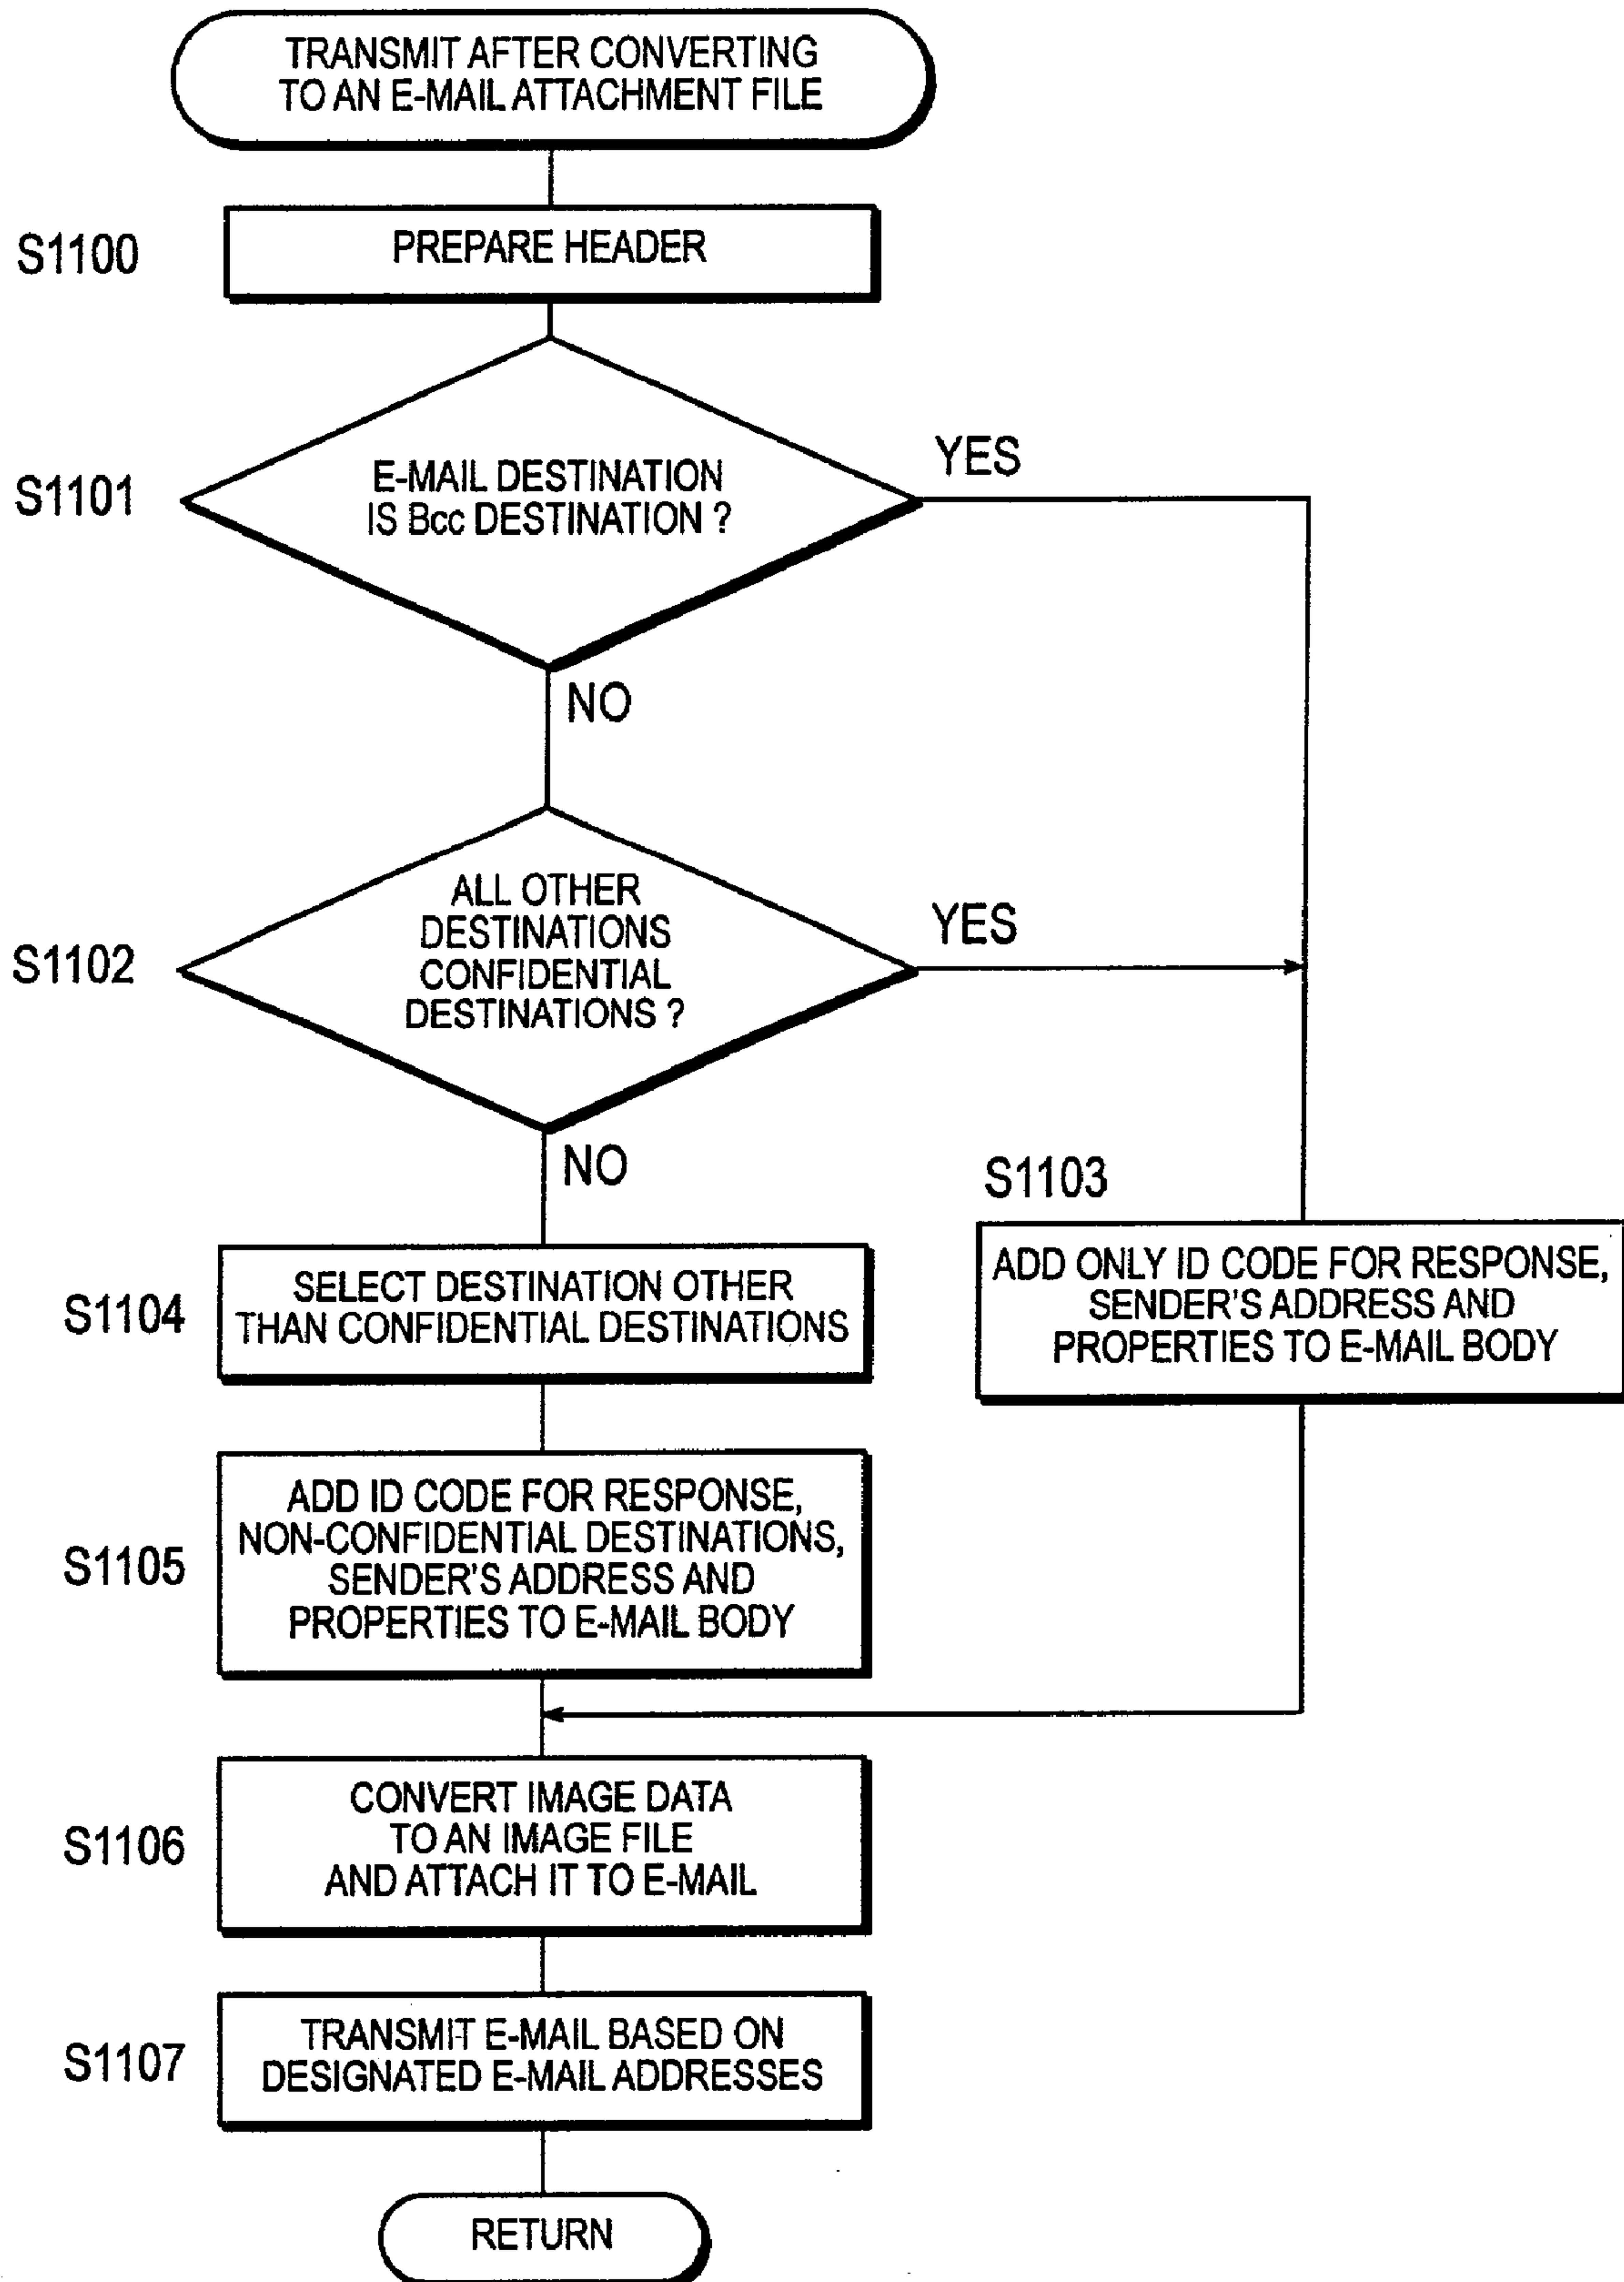 TRANSMIT AFTER CONVERTING
TO AN E-MAIL ATTACHMENT FILE
S1100
PREPARE HEADER
S1101
E-MAIL DESTINATION
IS Bcc DESTINATION ?
YES
NO
S1102
ALL OTHER
DESTINATIONS
CONFIDENTIAL
DESTINATIONS ?
YES
NO
S1103
ADD ONLY ID CODE FOR RESPONSE,
SENDER'S ADDRESS AND
PROPERTIES TO E-MAIL BODY
S1104
SELECT DESTINATION OTHER
THAN CONFIDENTIAL DESTINATIONS
S1105
ADD ID CODE FOR RESPONSE,
NON-CONFIDENTIAL DESTINATIONS,
SENDER'S ADDRESS AND
PROPERTIES TO E-MAIL BODY
S1106
CONVERT IMAGE DATA
TO AN IMAGE FILE
AND ATTACH IT TO E-MAIL
S1107
TRANSMIT E-MAIL BASED ON
DESIGNATED E-MAIL ADDRESSES
RETURN